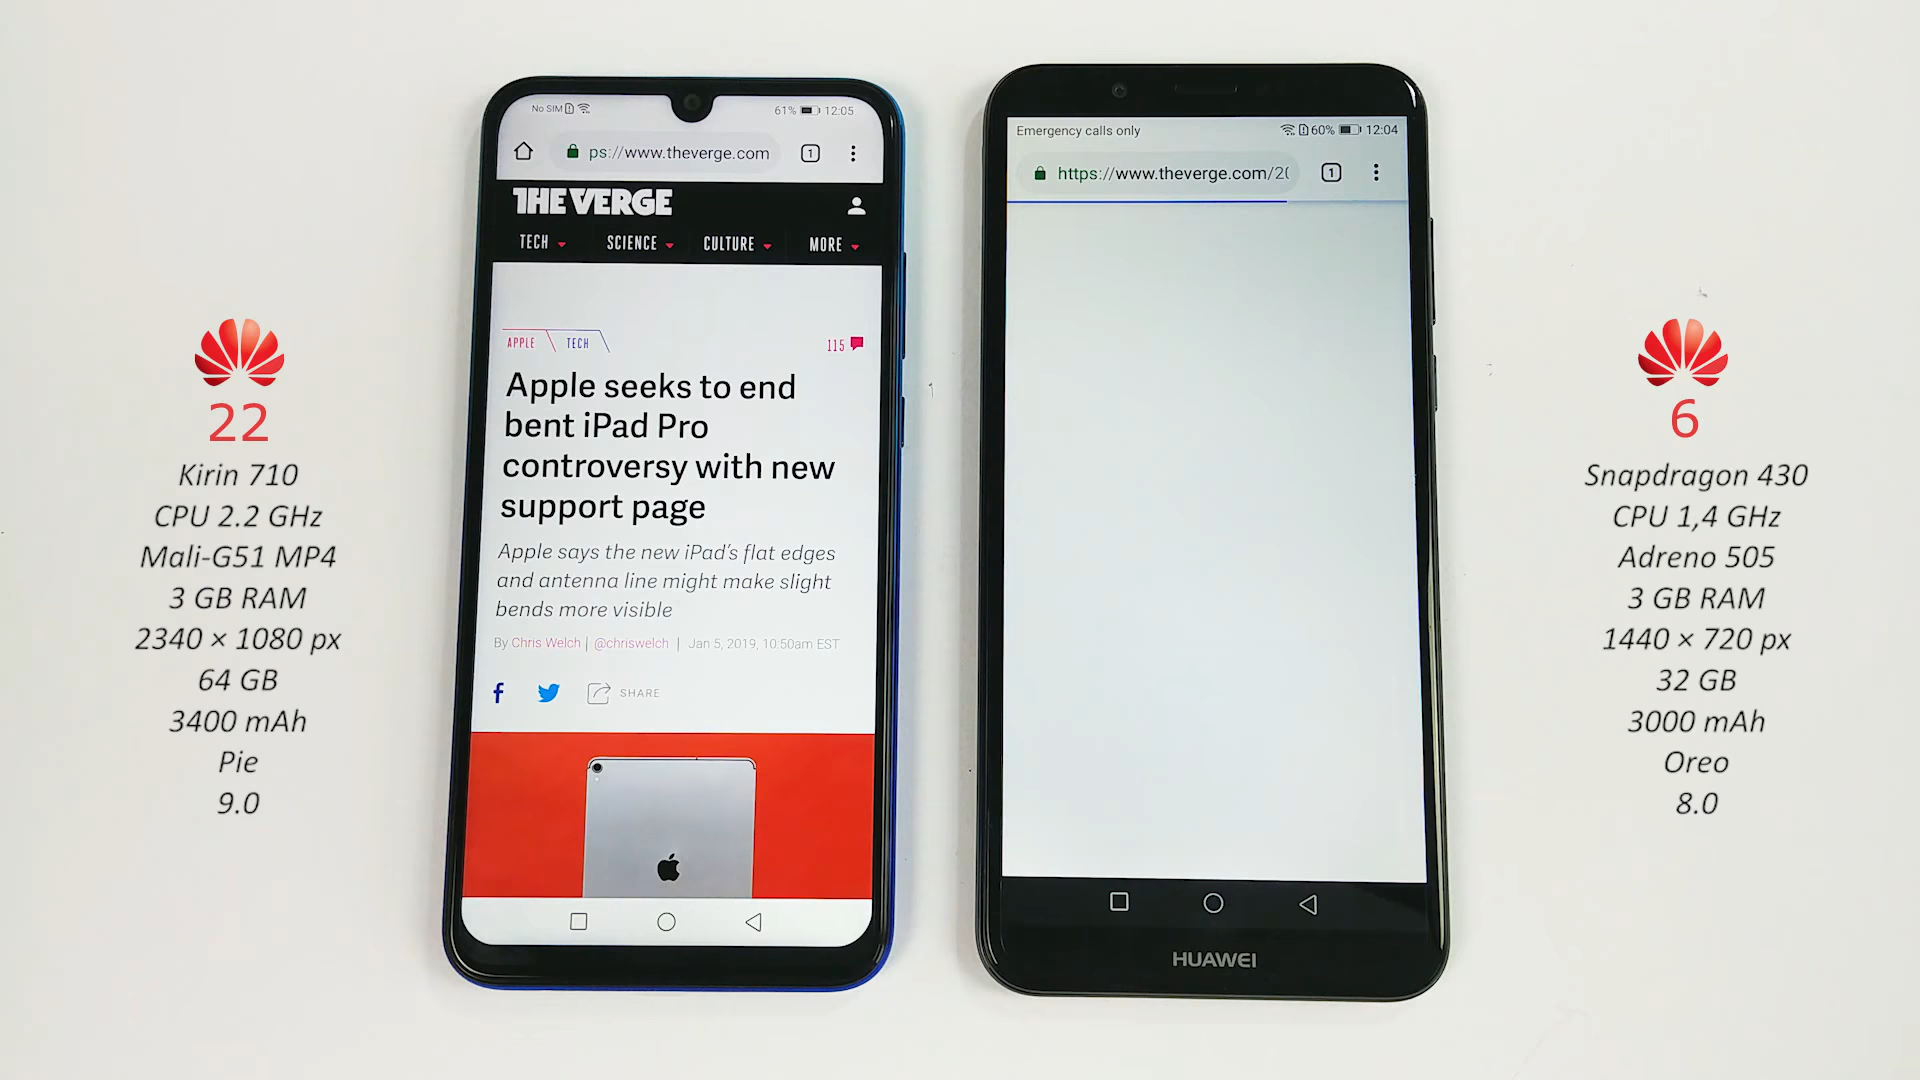 No SIM 61% 12:05
ps://www.theverge.com 1
THE VERGE
TECH SCIENCE CULTURE MORE
APPLE TECH 115
Apple seeks to end
bent iPad Pro
controversy with new
support page
Apple says the new iPad's flat edges
and antenna line might make slight
bends more visible
By Chris Welch | @chriswelch | Jan 5, 2019, 10:50am EST
SHARE
Emergency calls only 60% 12:04
https://www.theverge.com/20 1
HUAWEI
22
Kirin 710
CPU 2.2 GHz
Mali-G51 MP4
3 GB RAM
2340 × 1080 px
64 GB
3400 mAh
Pie
9.0
6
Snapdragon 430
CPU 1,4 GHz
Adreno 505
3 GB RAM
1440 × 720 px
32 GB
3000 mAh
Oreo
8.0